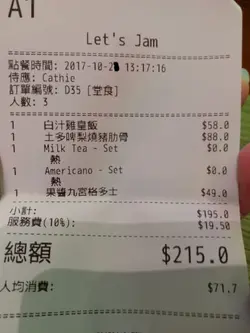 A1
Let's Jam
點餐時間: 2017-10-2 13:17:16
侍應: Cathie
訂單編號: D35 [堂食]
人數: 3
1 白汁雞皇飯 $58.0
1 土多啤梨燒豬肋骨 $88.0
1 Milk Tea - Set $0.0
熱
1 Americano - Set $0.0
熱
1 果醬九宮格多士 $49.0
小計: $195.0
服務費(10%): $19.50
總額 $215.0
人均消費: $71.7